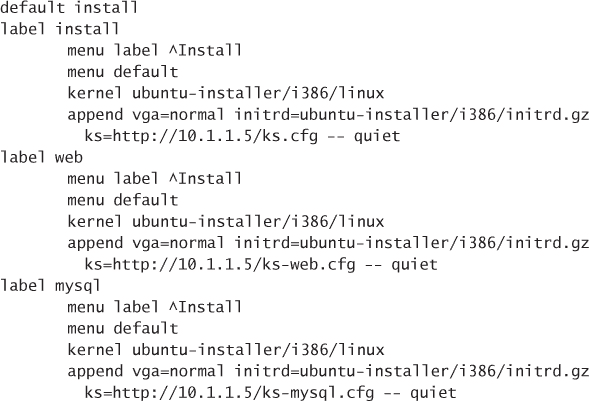 default install
label install
        menu label ^Install
        menu default
        kernel ubuntu-installer/i386/linux
        append vga=normal initrd=ubuntu-installer/i386/initrd.gz
          ks=http://10.1.1.5/ks.cfg -- quiet
label web
        menu label ^Install
        menu default
        kernel ubuntu-installer/i386/linux
        append vga=normal initrd=ubuntu-installer/i386/initrd.gz
          ks=http://10.1.1.5/ks-web.cfg -- quiet
label mysql
        menu label ^Install
        menu default
        kernel ubuntu-installer/i386/linux
        append vga=normal initrd=ubuntu-installer/i386/initrd.gz
          ks=http://10.1.1.5/ks-mysql.cfg -- quiet